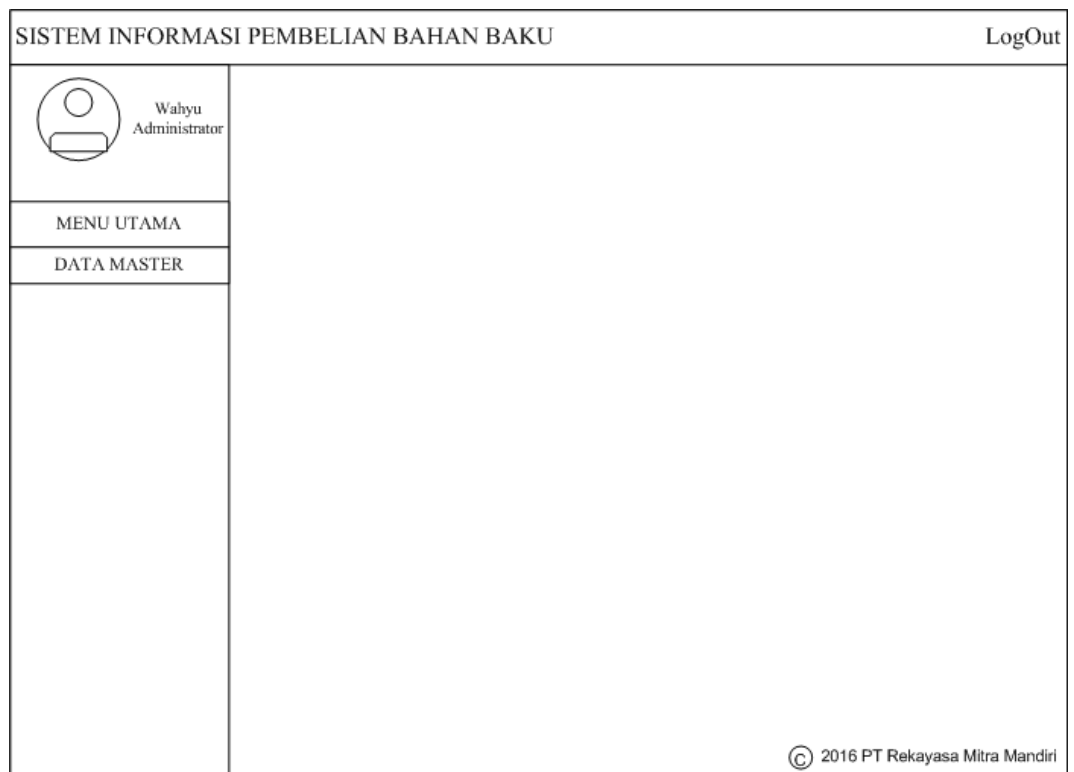 SISTEM INFORMASI PEMBELIAN BAHAN BAKU
LogOut
Wahyu
Administrator
MENU UTAMA
DATA MASTER
© 2016 PT Rekayasa Mitra Mandiri